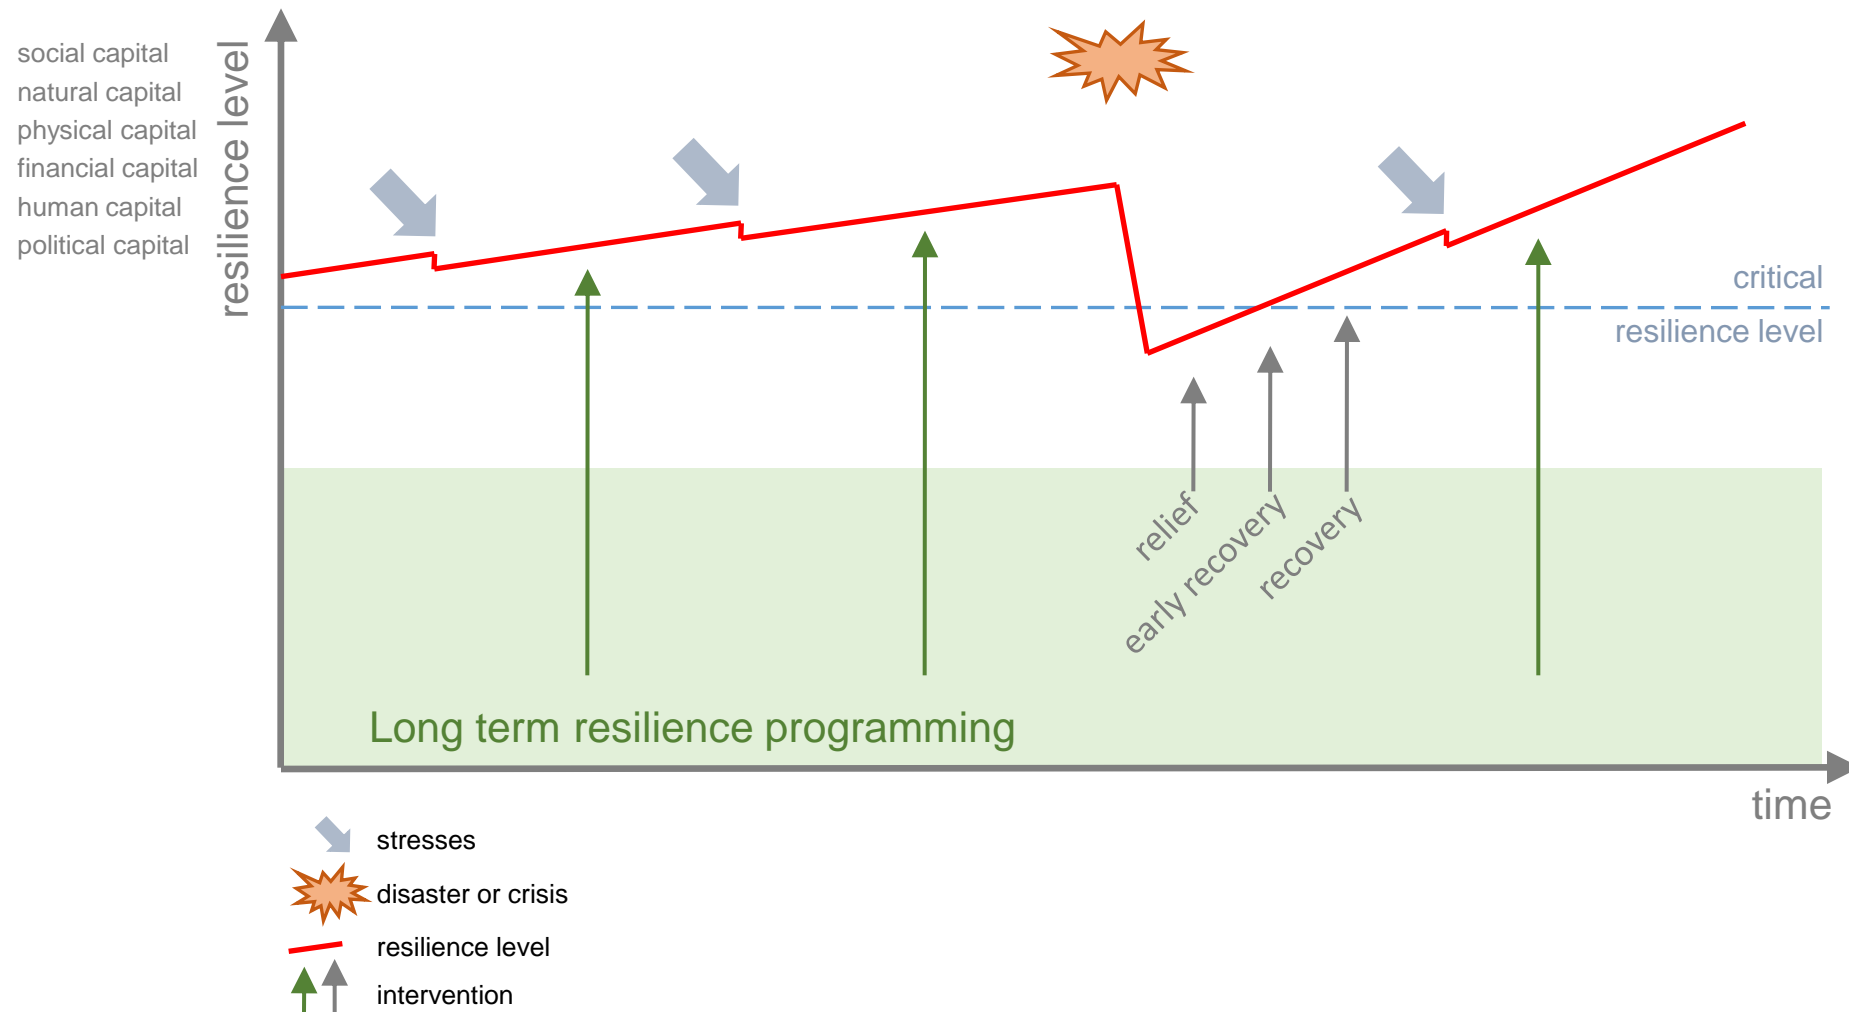 social capital
natural capital
physical capital
financial capital
human capital
political capital
resilience level
critical
resilience level
relief
early recovery
recovery
Long term resilience programming
time
stresses
disaster or crisis
resilience level
intervention